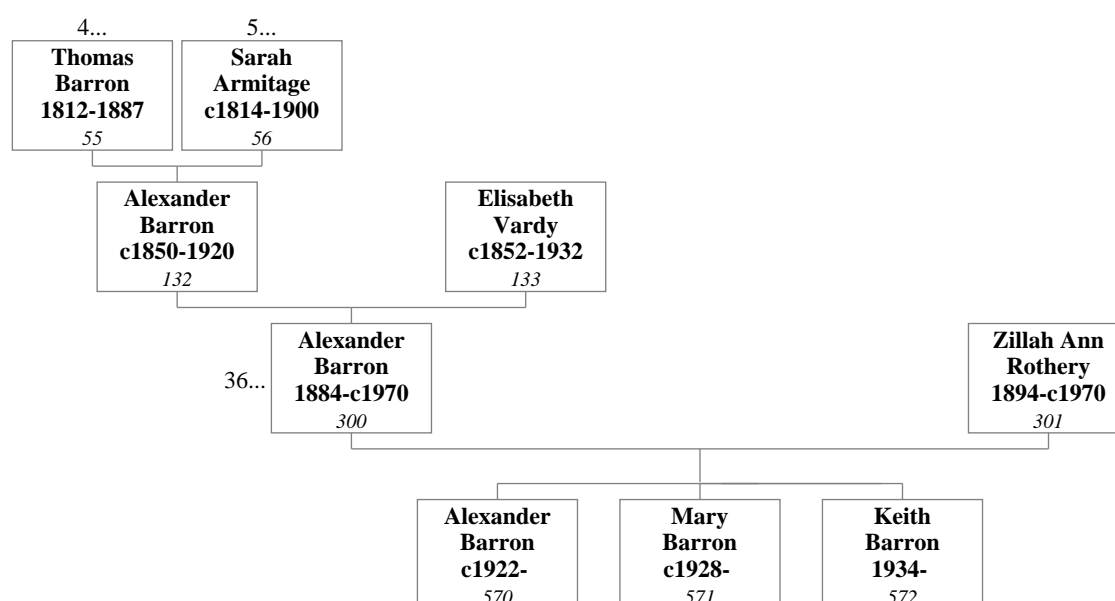 4...
5...
Thomas
Barron
1812-1887
55
Sarah
Armitage
c1814-1900
56
Alexander
Barron
c1850-1920
132
Elisabeth
Vardy
c1852-1932
133
36...
Alexander
Barron
1884-c1970
300
Zillah Ann
Rothery
1894-c1970
301
Alexander
Barron
c1922-
570
Mary
Barron
c1928-
571
Keith
Barron
1934-
572